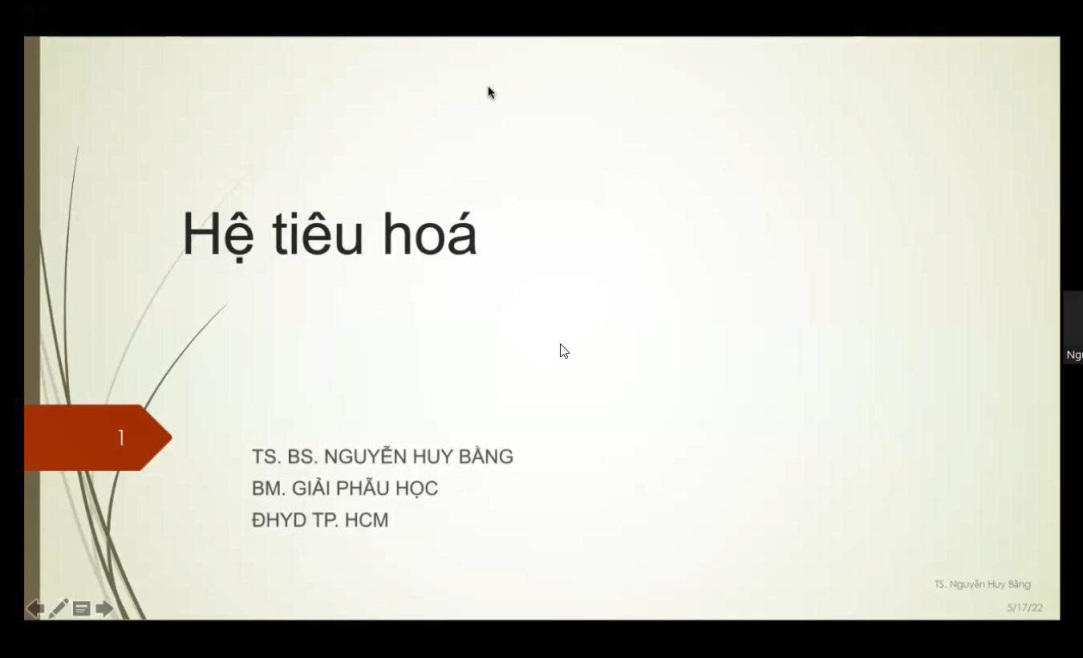 Hệ tiêu hoá
1
TS. BS. NGUYỄN HUY BẰNG
BM. GIẢI PHẪU HỌC
ĐHYD TP. HCM
TS. Nguyễn Huy Bằng
5/17/22